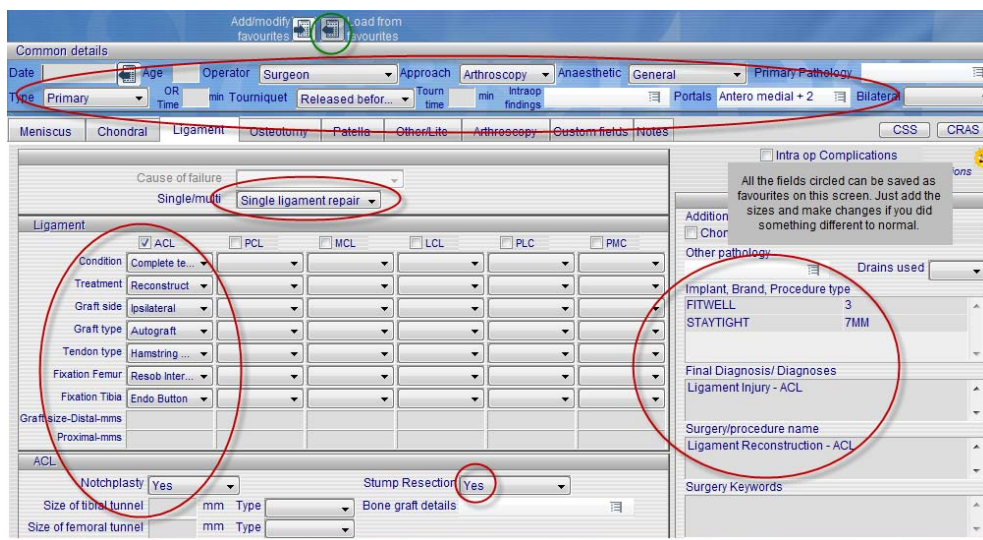 Add/modify favourites Load from favourites
Common details
Date Age Operator Surgeon Approach Arthroscopy Anaesthetic General Primary Pathology
Type Primary OR Time min Tourniquet Released befor... Tourn time min Intraop findings Portals Antero medial + 2 Bilateral
Meniscus Chondral Ligament Osteotomy Patella Other/Lite Arthroscopy Custom fields Notes CSS CRAS
Intra op Complications
Cause of failure
Single/multi Single ligament repair
All the fields circled can be saved as
favourites on this screen. Just add the
sizes and make changes if you did
something different to normal.
Ligament
ACL PCL MCL LCL PLC PMC
Condition Complete te...
Treatment Reconstruct
Graft side Ipsilateral
Graft type Autograft
Tendon type Hamstring ...
Fixation Femur Resob Inter...
Fixation Tibia Endo Button
Graft size-Distal-mms
Proximal-mms
ACL
Notchplasty Yes Stump Resection Yes
Size of tibial tunnel mm Type Bone graft details
Size of femoral tunnel mm Type
Other pathology
Drains used
Implant, Brand, Procedure type
FITWELL 3
STAYTIGHT 7MM
Final Diagnosis/ Diagnoses
Ligament Injury - ACL
Surgery/procedure name
Ligament Reconstruction - ACL
Surgery Keywords